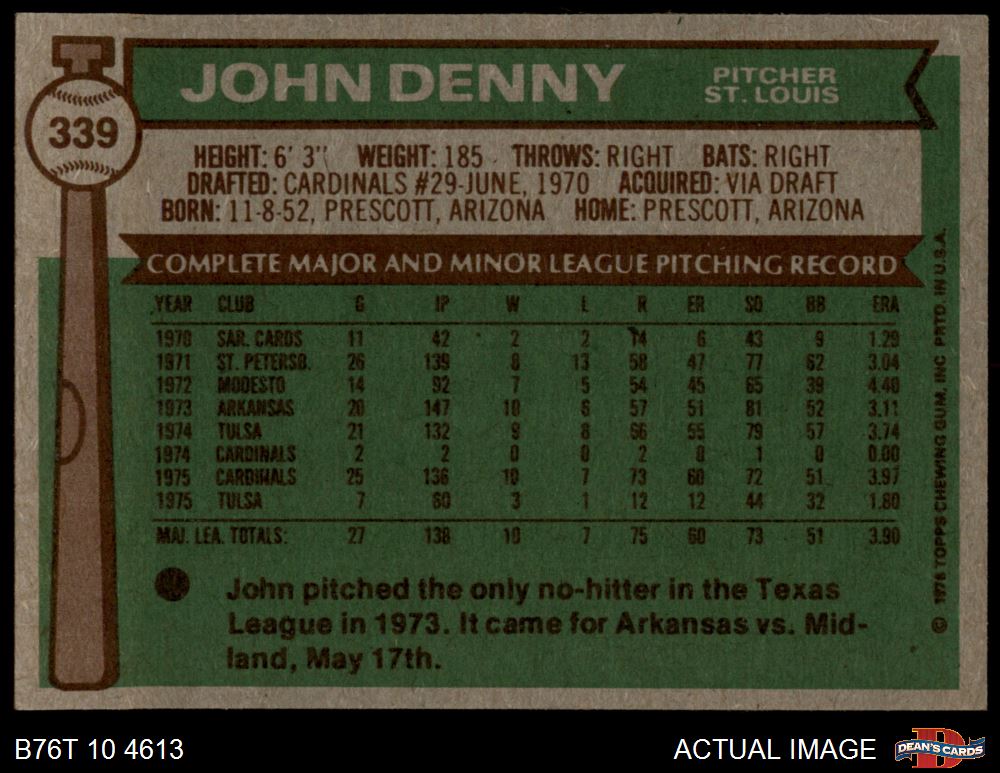 339
JOHN DENNY
PITCHER
ST. LOUIS
HEIGHT: 6' 3" WEIGHT: 185 THROWS: RIGHT BATS: RIGHT
DRAFTED: CARDINALS #29-JUNE, 1970 ACQUIRED: VIA DRAFT
BORN: 11-8-52, PRESCOTT, ARIZONA HOME: PRESCOTT, ARIZONA
COMPLETE MAJOR AND MINOR LEAGUE PITCHING RECORD
YEAR CLUB G IP W L R ER SO BB ERA
1970 SAR. CARDS 11 42 2 2 14 6 43 9 1.29
1971 ST. PETERSB. 26 139 8 13 58 47 77 62 3.04
1972 MODESTO 14 92 7 5 54 45 65 39 4.40
1973 ARKANSAS 20 147 10 6 57 51 81 52 3.11
1974 TULSA 21 132 9 8 66 55 79 57 3.74
1974 CARDINALS 2 2 0 0 2 0 1 0 0.00
1975 CARDINALS 25 136 10 7 73 60 72 51 3.97
1975 TULSA 7 60 3 1 12 12 44 32 1.80
MAJ. LEA. TOTALS: 27 138 10 7 75 60 73 51 3.90
John pitched the only no-hitter in the Texas
League in 1973. It came for Arkansas vs. Mid-
land, May 17th.
© 1976 TOPPS CHEWING GUM, INC PRTD. IN U.S.A.
B76T 10 4613
ACTUAL IMAGE
DEAN'S CARDS